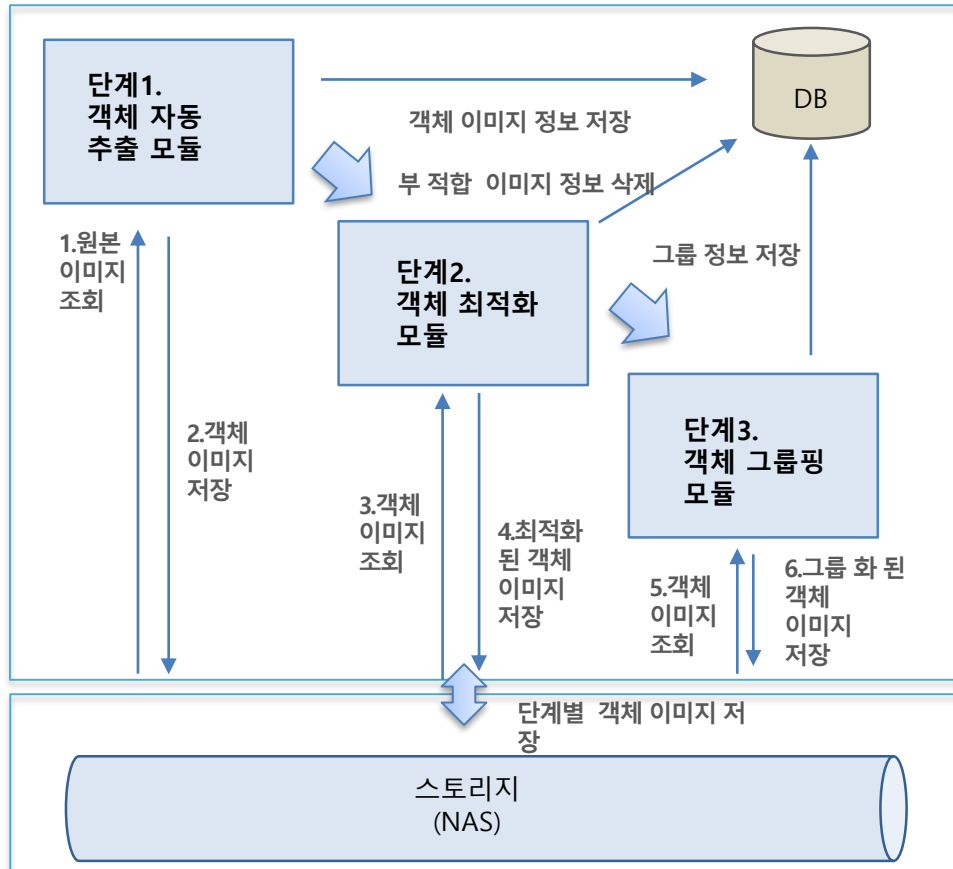 단계1.
객체 자동
추출 모듈
DB
객체 이미지 정보 저장
부 적합 이미지 정보 삭제
1.원본
이미지
조회
단계2.
객체 최적화
모듈
그룹 정보 저장
2.객체
이미지
저장
단계3.
객체 그룹핑
모듈
3.객체
이미지
조회
4.최적화
된 객체
이미지
저장
5.객체
이미지
조회
6.그룹 화 된
객체
이미지
저장
단계별 객체 이미지 저
장
스토리지
(NAS)